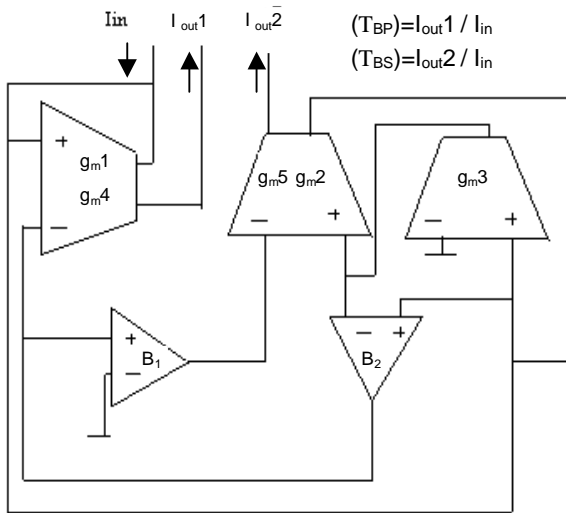 Iin I out1 I out2 (TBP)=Iout1 / Iin
(TBS)=Iout2 / Iin
+ gm1
gm4
−
gm5 gm2
− +
gm3
− +
+ B1
−
− +
B2